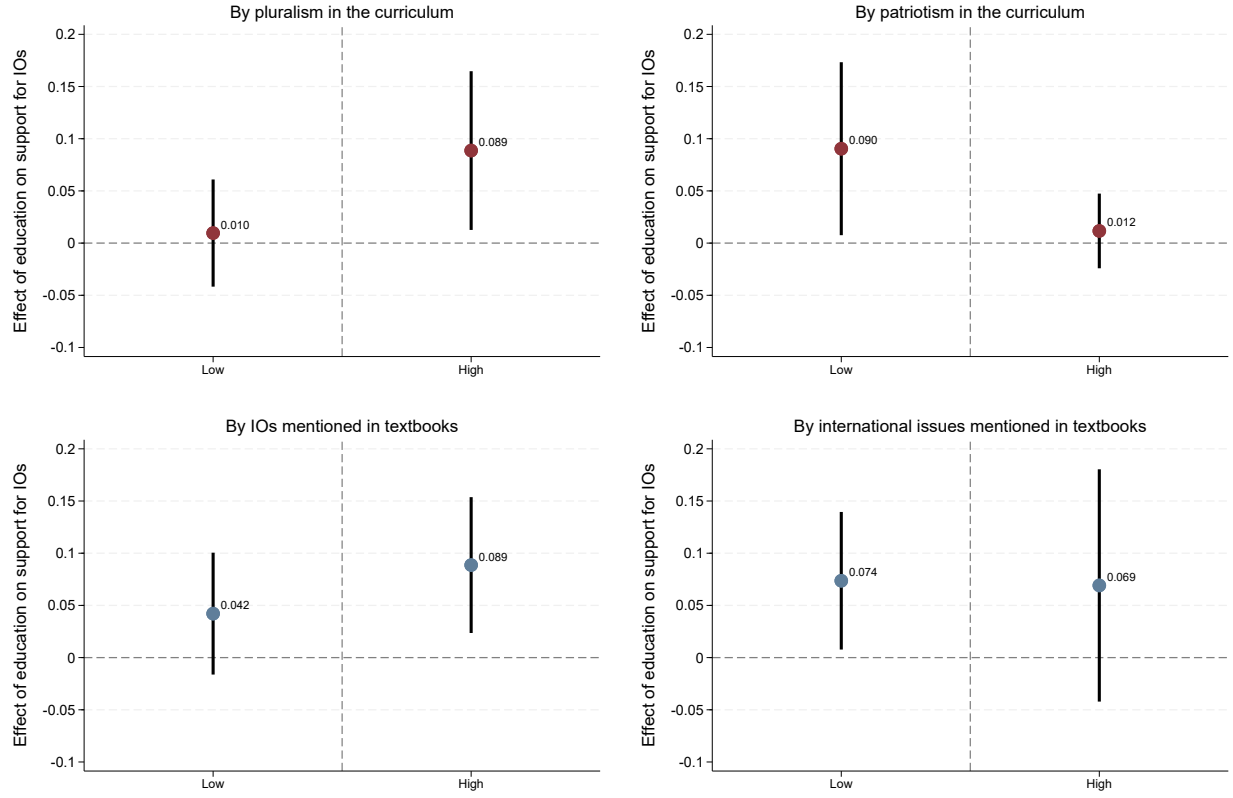 By pluralism in the curriculum
Effect of education on support for IOs
0.2
0.15
0.1
0.05
0
-0.05
-0.1
0.010
0.089
Low
High
By patriotism in the curriculum
Effect of education on support for IOs
0.2
0.15
0.1
0.05
0
-0.05
-0.1
0.090
0.012
Low
High
By IOs mentioned in textbooks
Effect of education on support for IOs
0.2
0.15
0.1
0.05
0
-0.05
-0.1
0.042
0.089
Low
High
By international issues mentioned in textbooks
Effect of education on support for IOs
0.2
0.15
0.1
0.05
0
-0.05
-0.1
0.074
0.069
Low
High